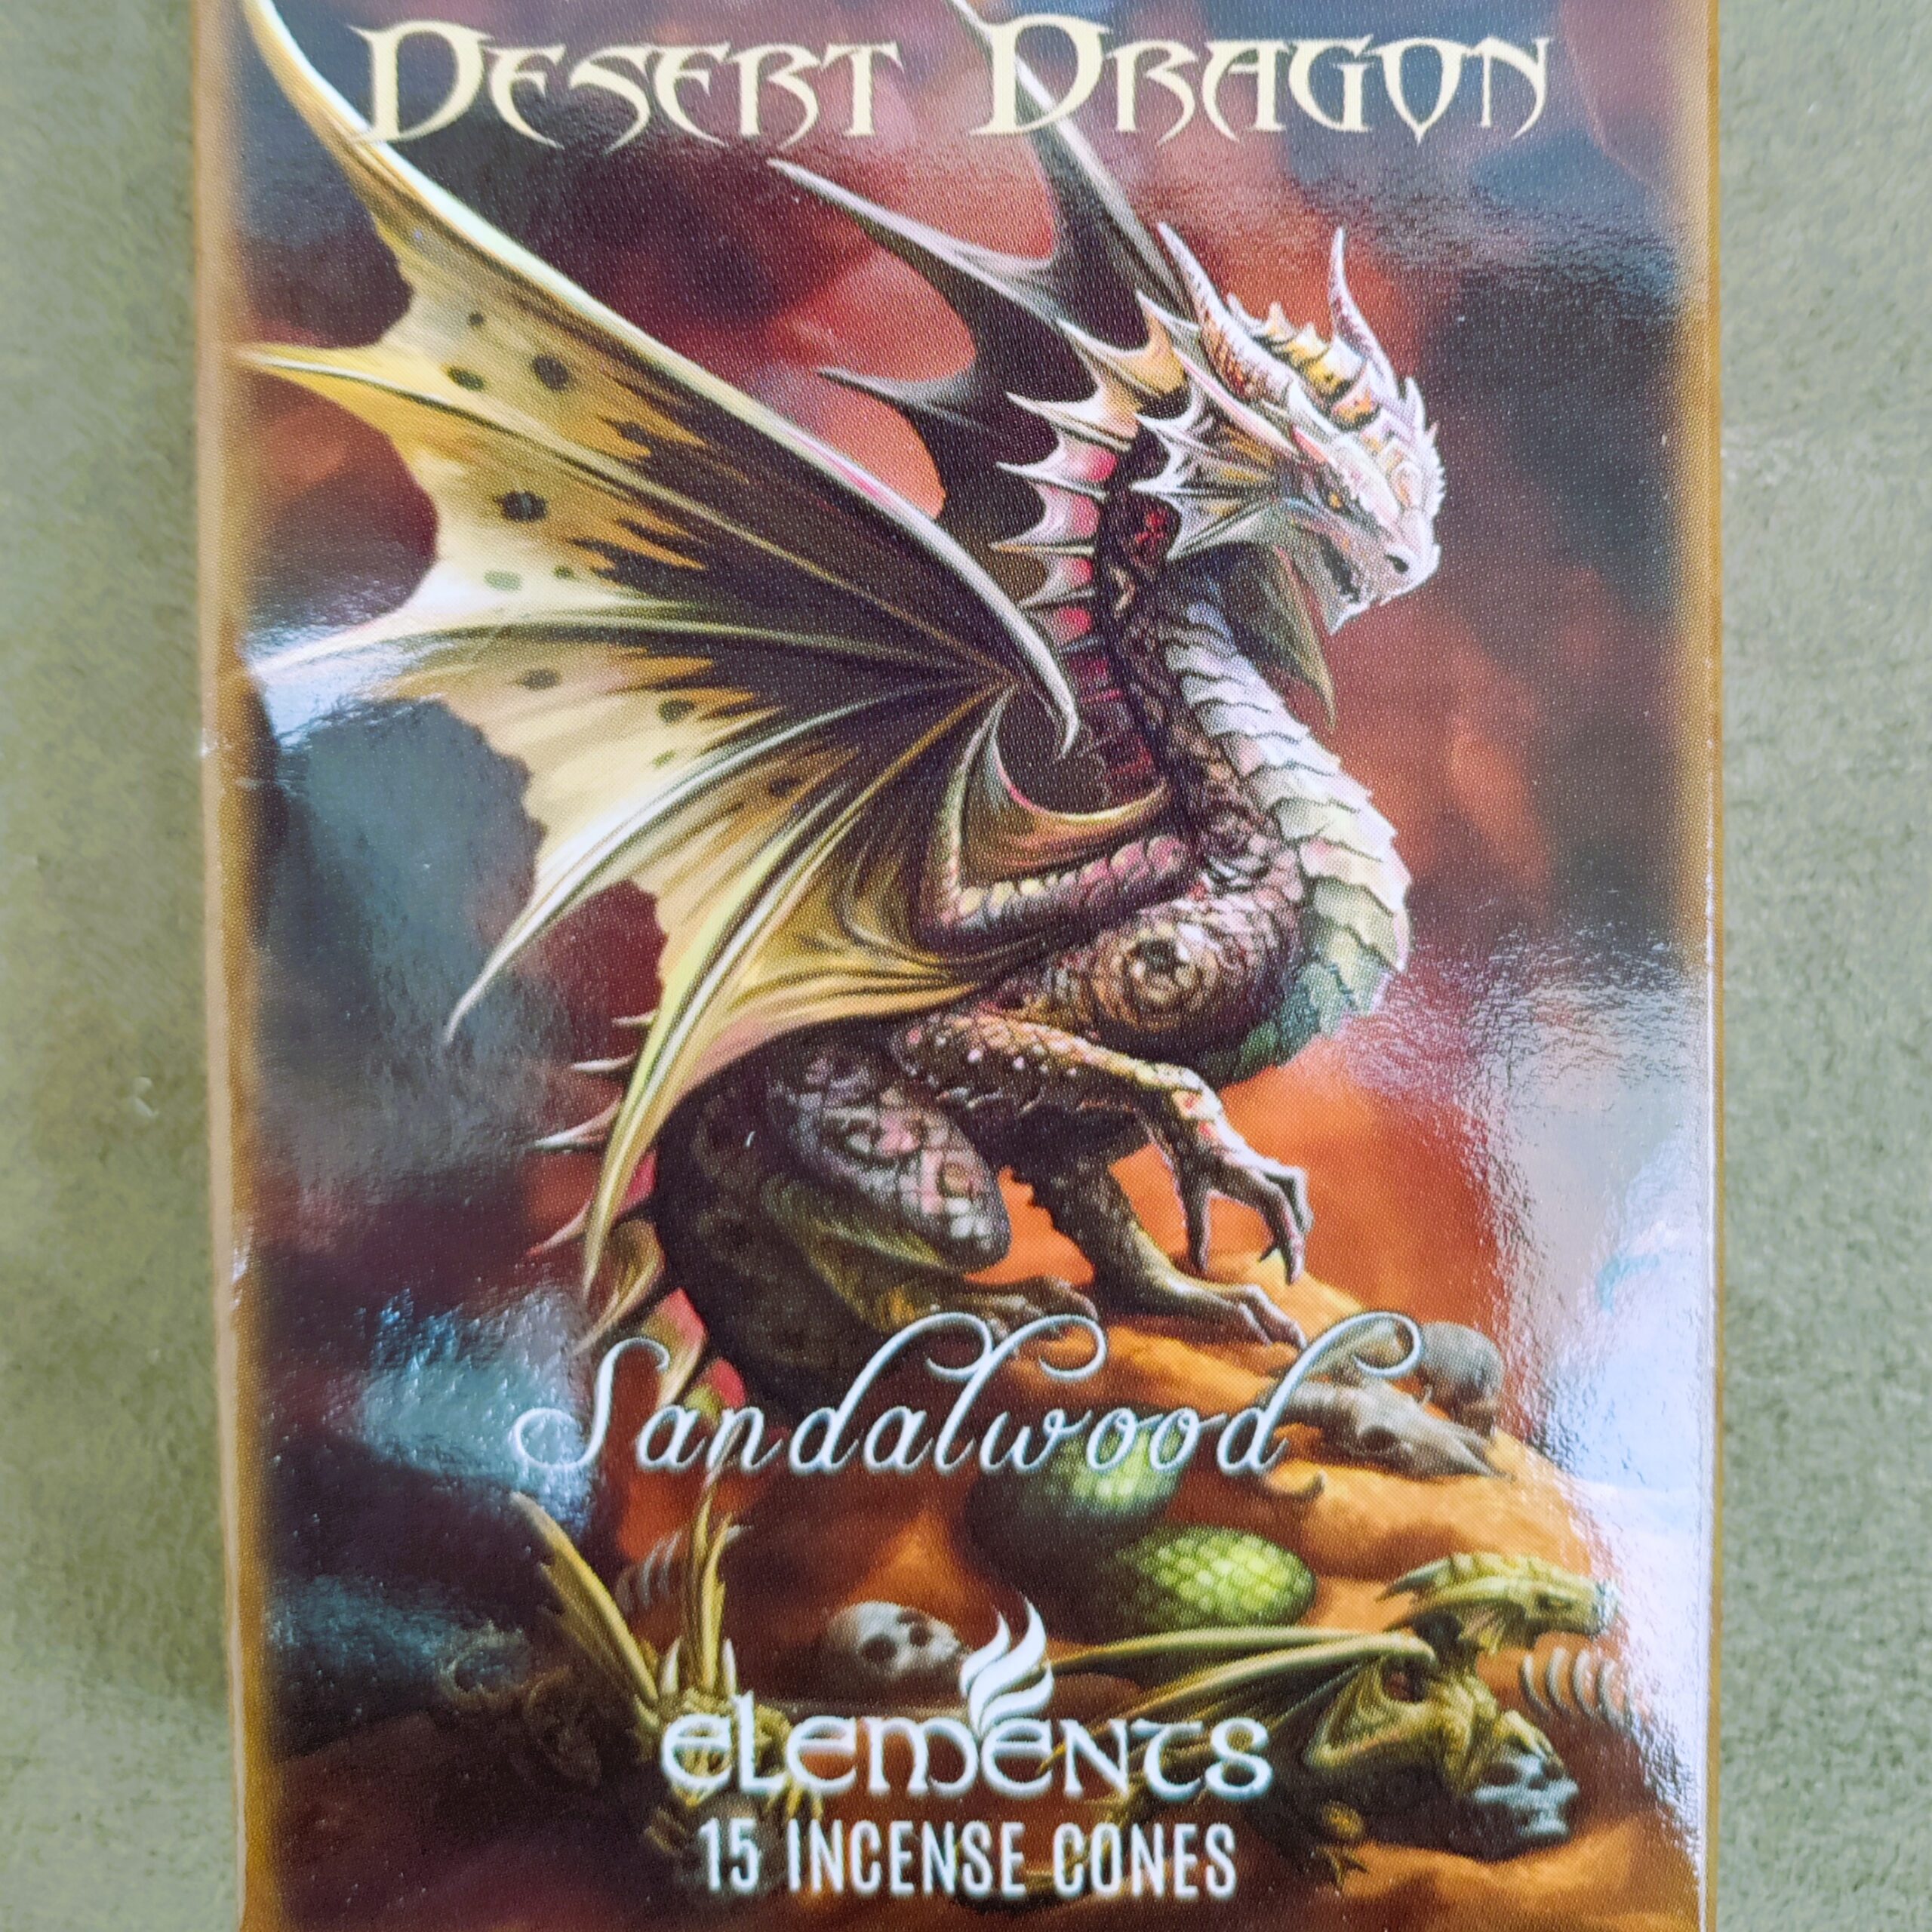 DESERT DRAGON
Sandalwood
elements
15 INCENSE CONES